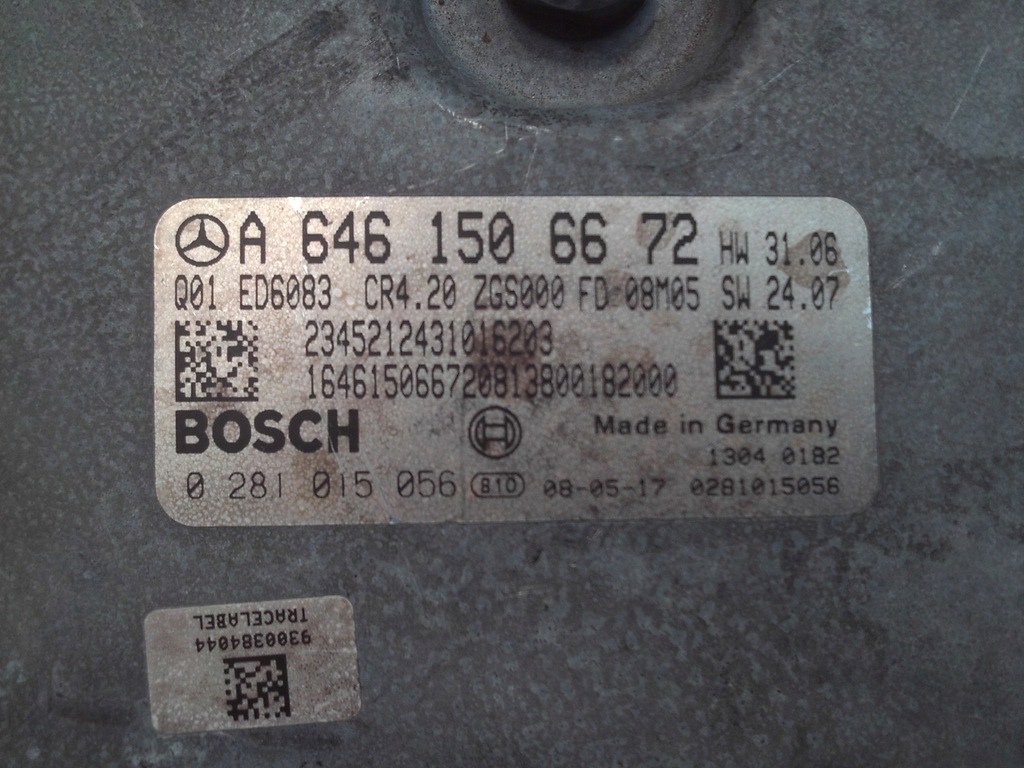 A 646 150 66 72 HW 31.06
Q01 ED6083 CR4.20 ZGS000 FD 08M05 SW 24.07
2345212431016203
164615066720813800182000
BOSCH
Made in Germany
1304 0182
0 281 015 056 810 08-05-17 0281015056
TRACELABEL
9300384044